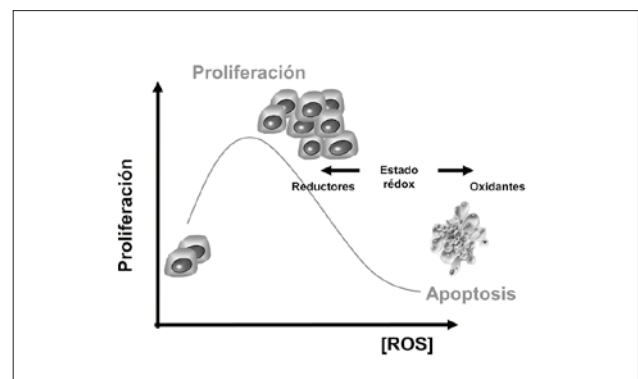 Proliferación
Proliferación
Estado
rédox
Reductores
Oxidantes
Apoptosis
[ROS]